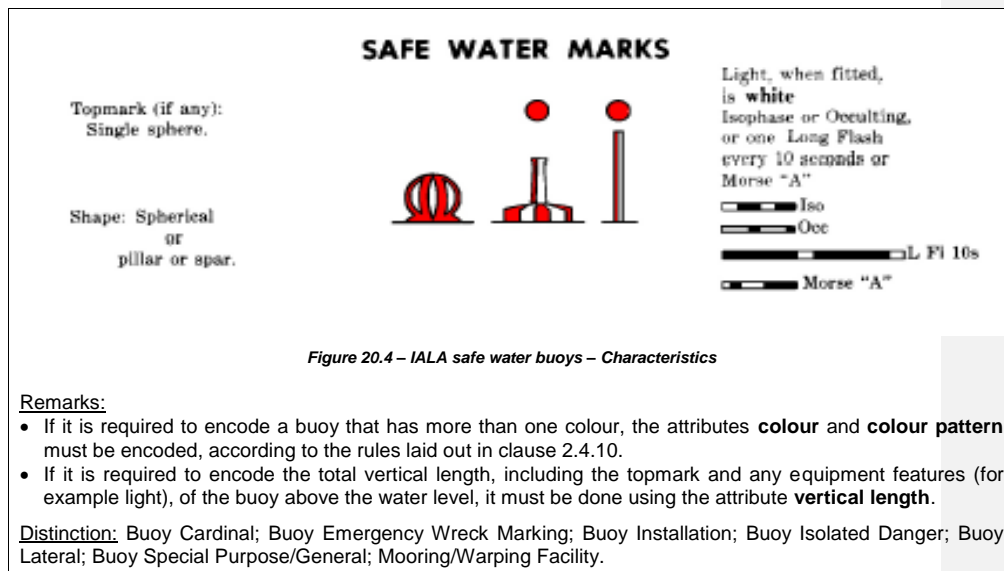 SAFE WATER MARKS
Topmark (if any):
Single sphere.
Shape: Spherical
or
pillar or spar.
Light, when fitted,
is white
Isophase or Occulting,
or one Long Flash
every 10 seconds or
Morse "A"
Iso
Occ
L Fl 10s
Morse "A"
Figure 20.4 – IALA safe water buoys – Characteristics
Remarks:
• If it is required to encode a buoy that has more than one colour, the attributes colour and colour pattern
must be encoded, according to the rules laid out in clause 2.4.10.
• If it is required to encode the total vertical length, including the topmark and any equipment features (for
example light), of the buoy above the water level, it must be done using the attribute vertical length.
Distinction: Buoy Cardinal; Buoy Emergency Wreck Marking; Buoy Installation; Buoy Isolated Danger; Buoy
Lateral; Buoy Special Purpose/General; Mooring/Warping Facility.